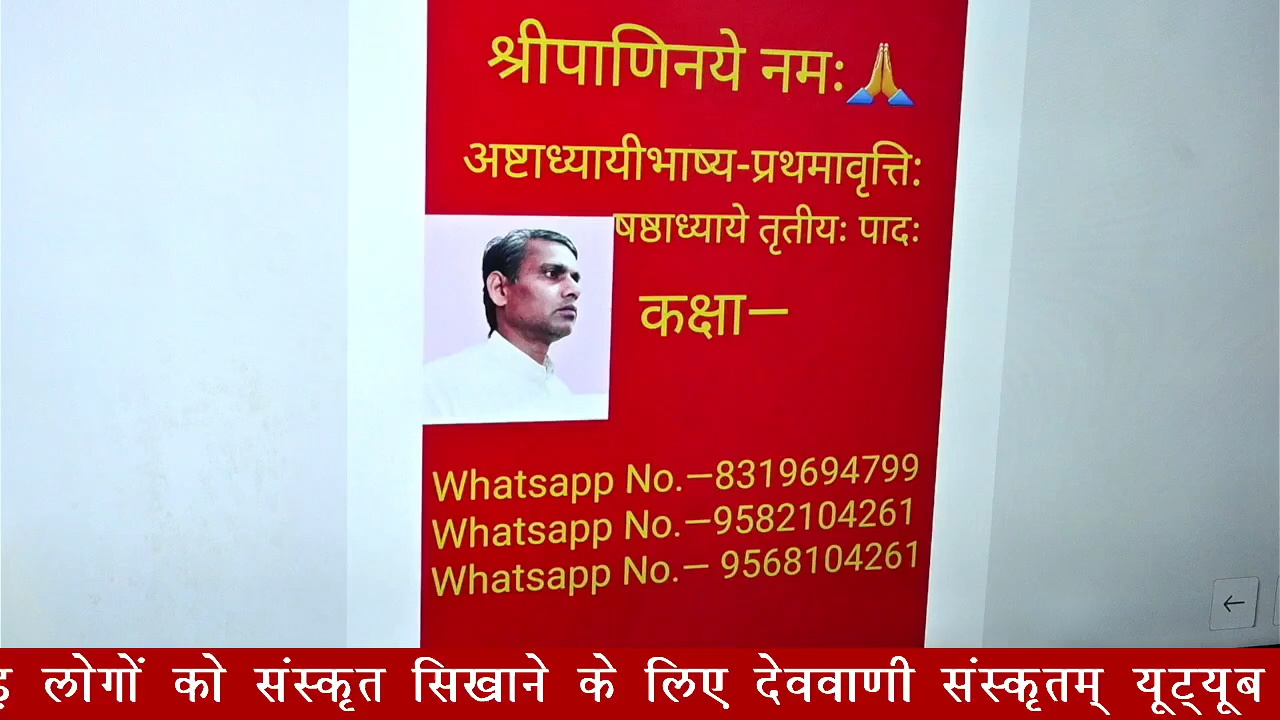 श्रीपाणिनये नमः🙏
अष्टाध्यायीभाष्य-प्रथमावृत्तिः
षष्ठाध्याये तृतीयः पादः
कक्षा—
Whatsapp No.—8319694799
Whatsapp No.—9582104261
Whatsapp No.— 9568104261
लोगों को संस्कृत सिखाने के लिए देववाणी संस्कृतम् यूट्यूब